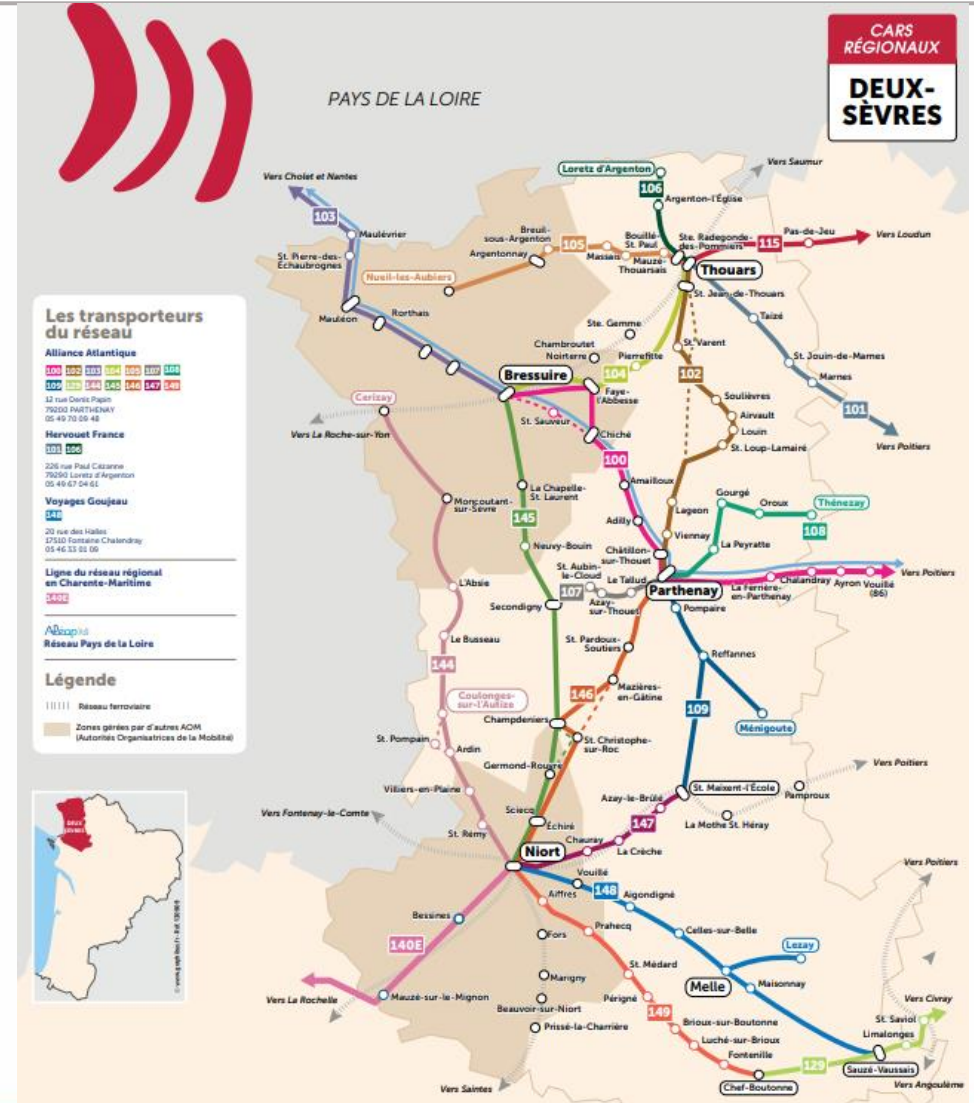 CARS
RÉGIONAUX
DEUX-
SÈVRES
PAYS DE LA LOIRE
Vers Cholet et Nantes
103
Maulévrier
St. Pierre-des-
Echaubrognes
Mauléon
Rorthais
Nueil-les-Aubiers
Argentonnay
Breuil-
sous-Argenton
105
Massais
Bouillé-
St. Paul
Mauzé-
Thouarsais
Loretz d'Argenton
106
Argenton-l'Église
Vers Saumur
Ste. Radegonde-
des-Pommiers
115
Pas-de-Jeu
Vers Loudun
Thouars
St. Jean-de-Thouars
Taizé
St. Varent
St. Jouin-de-Marnes
Marnes
101
Vers Poitiers
Ste. Gemme
Chambroutet
Noirterre
Pierrefitte
104
102
Bressuire
Faye-
l'Abbesse
St. Sauveur
Chiché
100
Soulièvres
Airvault
Louin
St. Loup-Lamairé
Cerizay
Vers La Roche-sur-Yon
Amailloux
Adilly
Lageon
Viennay
Gourgé
Oroux
Thénezay
108
La Peyratte
La Chapelle-
St. Laurent
145
Neuvy-Bouin
Moncoutant-
sur-Sèvre
Châtillon-
sur-Thouet
St. Aubin-
le-Cloud
Le Tallud
107
Azay-
sur-Thouet
Parthenay
La Ferrière-
en-Parthenay
Chalandray
Ayron
Vouillé
(86)
Vers Poitiers
L'Absie
Secondigny
Pompaire
Le Busseau
144
St. Pardoux-
Soutiers
Reffannes
146
Mazières-
en-Gâtine
109
Ménigoute
Coulonges-
sur-l'Autize
Champdeniers
St. Christophe-
sur-Roc
St. Pompain
Ardin
Germond-Rouvre
Villiers-en-Plaine
Azay-le-Brûlé
St. Maixent-l'École
Pamproux
Vers Poitiers
Vers Fontenay-le-Comte
Sciecq
Échiré
147
La Mothe St. Héray
St. Rémy
Chauray
La Crèche
Niort
Vouillé
148
Aigondigné
Vers Poitiers
Aiffres
Bessines
Fors
Prahecq
Celles-sur-Belle
Lezay
140E
Marigny
St. Médard
Melle
Maisonnay
Vers La Rochelle
Mauzé-sur-le-Mignon
Beauvoir-sur-Niort
Périgné
149
Vers Civray
St. Saviol
Prissé-la-Charrière
Brioux-sur-Boutonne
Limalonges
Luché-sur-Brioux
Fontenille
129
Sauzé-Vaussais
Vers Saintes
Chef-Boutonne
Vers Angoulème
Les transporteurs
du réseau
Alliance Atlantique
100 102 103 104 105 107 108
109 129 144 145 146 147 149
12 rue Denis Papin
79200 PARTHENAY
05 49 70 09 48
Hervouet France
101 106
226 rue Paul Cézanne
79290 Loretz d'Argenton
05 49 67 04 61
Voyages Goujeau
148
20 rue des Halles
17510 Fontaine Chalendray
05 46 33 01 09
Ligne du réseau régional
en Charente-Maritime
140E
Aléop
Réseau Pays de la Loire
Légende
Réseau ferroviaire
Zones gérées par d'autres AOM
(Autorités Organisatrices de la Mobilité)
DEUX
SÈVRES